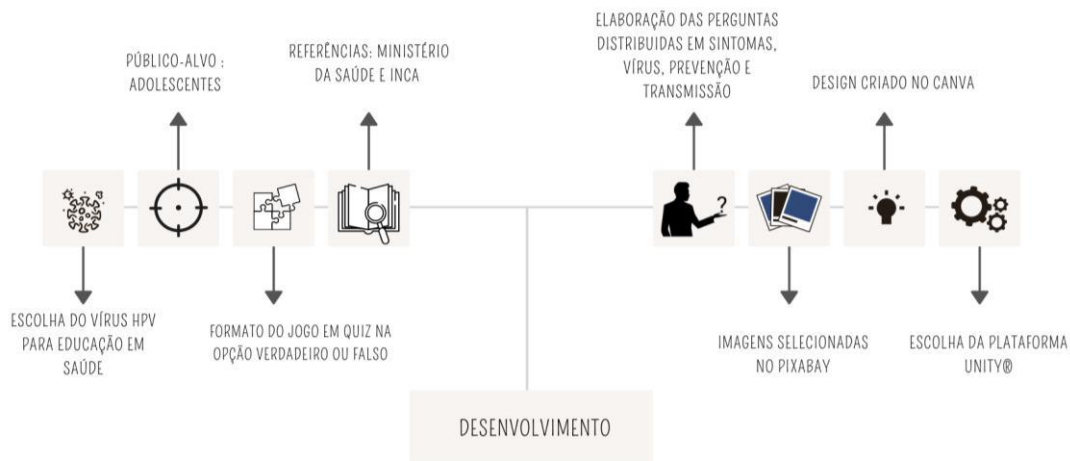 PÚBLICO-ALVO :
ADOLESCENTES
REFERÊNCIAS: MINISTÉRIO
DA SAÚDE E INCA
ELABORAÇÃO DAS PERGUNTAS
DISTRIBUIDAS EM SINTOMAS,
VÍRUS, PREVENÇÃO E
TRANSMISSÃO
DESIGN CRIADO NO CANVA
?
ESCOLHA DO VÍRUS HPV
PARA EDUCAÇÃO EM
SAÚDE
FORMATO DO JOGO EM QUIZ NA
OPÇÃO VERDADEIRO OU FALSO
IMAGENS SELECIONADAS
NO PIXABAY
ESCOLHA DA PLATAFORMA
UNITY®
DESENVOLVIMENTO